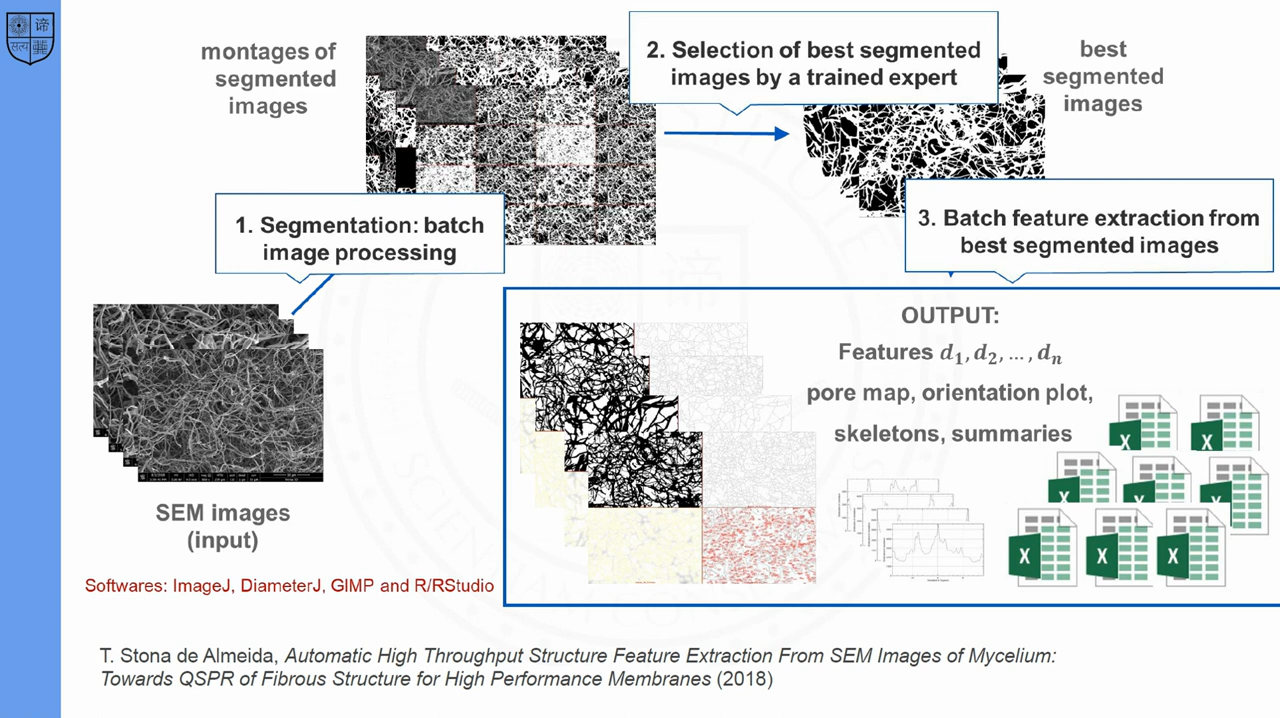 montages of
segmented
images
2. Selection of best segmented
images by a trained expert
best
segmented
images
1. Segmentation: batch
image processing
3. Batch feature extraction from
best segmented images
SEM images
(input)
OUTPUT:
Features d₁, d₂, ..., dₙ
pore map, orientation plot,
skeletons, summaries
X X
X X X
X X X
Softwares: ImageJ, DiameterJ, GIMP and R/RStudio
T. Stona de Almeida, Automatic High Throughput Structure Feature Extraction From SEM Images of Mycelium:
Towards QSPR of Fibrous Structure for High Performance Membranes (2018)